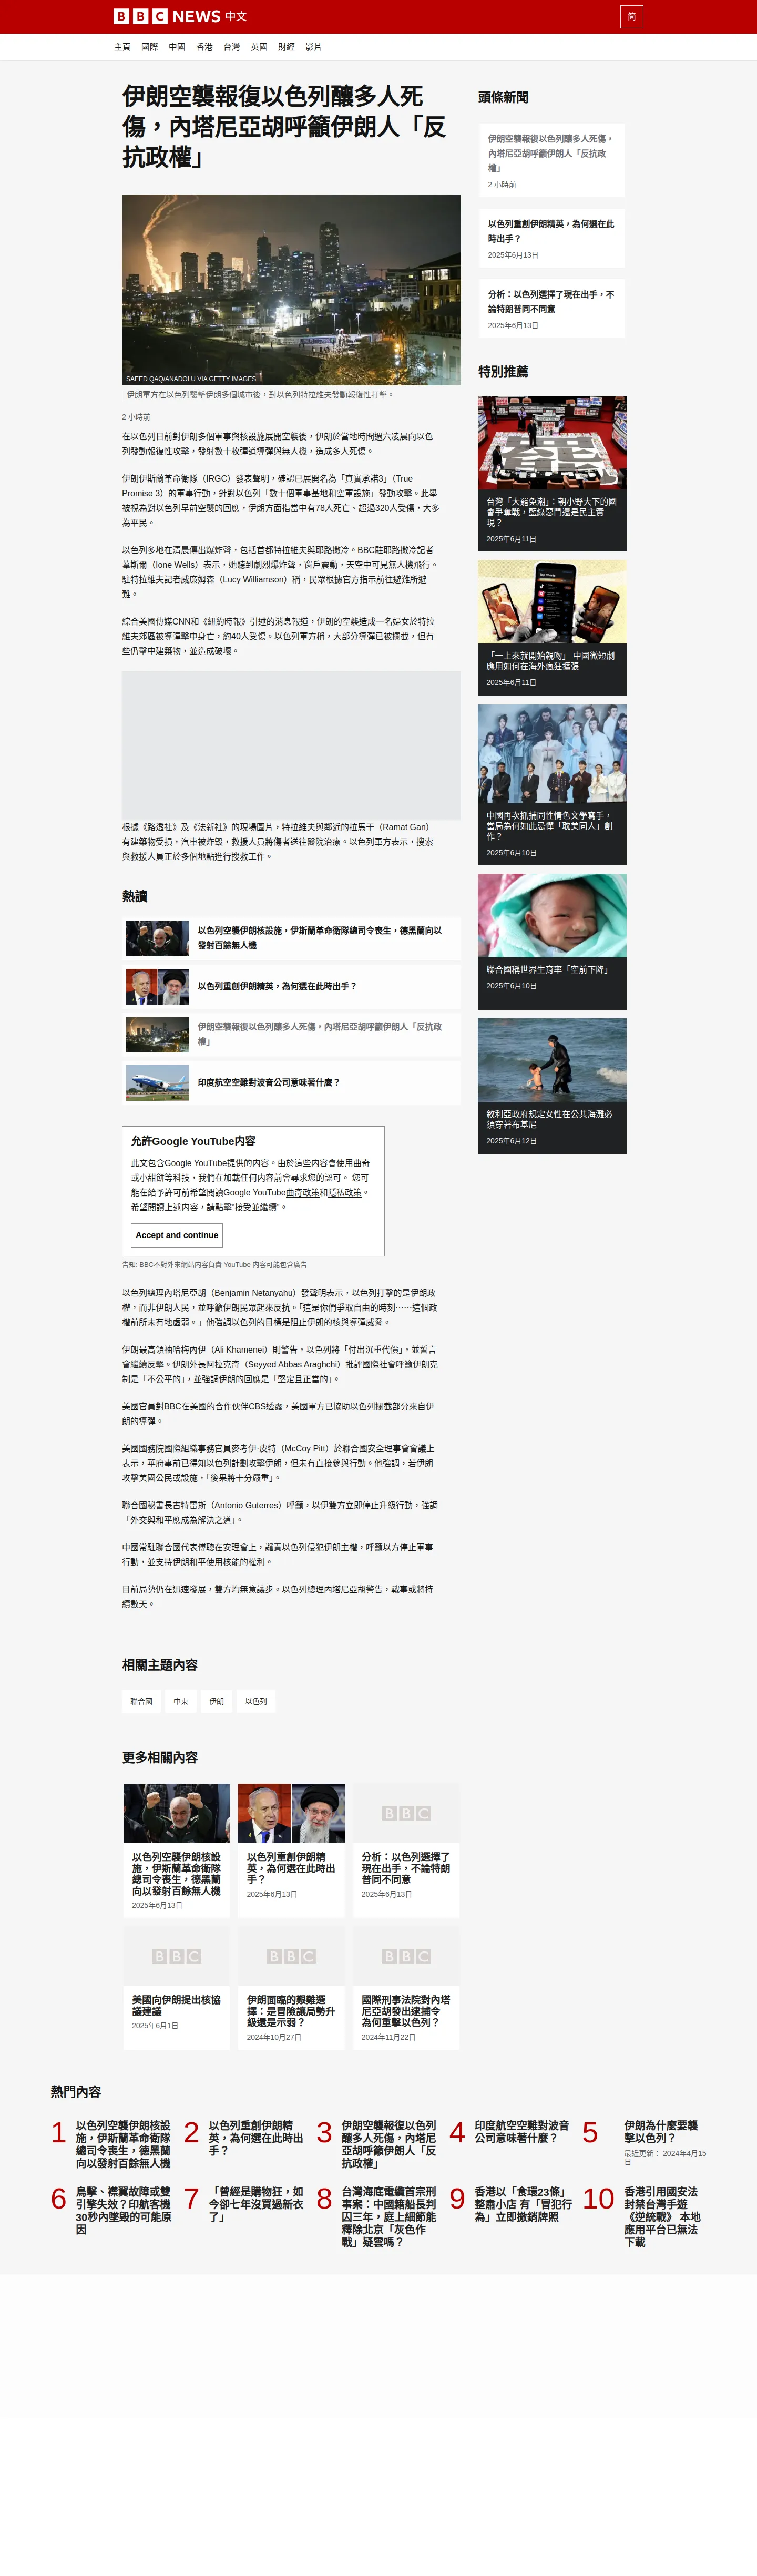 BBC NEWS 中文
简
主頁 國際 中國 香港 台灣 英國 財經 影片
伊朗空襲報復以色列釀多人死
傷，內塔尼亞胡呼籲伊朗人「反
抗政權」
SAEED QAQ/ANADOLU VIA GETTY IMAGES
伊朗軍方在以色列襲擊伊朗多個城市後，對以色列特拉維夫發動報復性打擊。
2 小時前
在以色列日前對伊朗多個軍事與核設施展開空襲後，伊朗於當地時間週六凌晨向以色
列發動報復性攻擊，發射數十枚彈道導彈與無人機，造成多人死傷。
伊朗伊斯蘭革命衛隊（IRGC）發表聲明，確認已展開名為「真實承諾3」（True
Promise 3）的軍事行動，針對以色列「數十個軍事基地和空軍設施」發動攻擊。此舉
被視為對以色列早前空襲的回應，伊朗方面指當中有78人死亡、超過320人受傷，大多
為平民。
以色列多地在清晨傳出爆炸聲，包括首都特拉維夫與耶路撒冷。BBC駐耶路撒冷記者
葦斯爾（Ione Wells）表示，她聽到劇烈爆炸聲，窗戶震動，天空中可見無人機飛行。
駐特拉維夫記者威廉姆森（Lucy Williamson）稱，民眾根據官方指示前往避難所避
難。
綜合美國傳媒CNN和《紐約時報》引述的消息報道，伊朗的空襲造成一名婦女於特拉
維夫郊區被導彈擊中身亡，約40人受傷。以色列軍方稱，大部分導彈已被攔截，但有
些仍擊中建築物，並造成破壞。
根據《路透社》及《法新社》的現場圖片，特拉維夫與鄰近的拉馬干（Ramat Gan）
有建築物受損，汽車被炸毀，救援人員將傷者送往醫院治療。以色列軍方表示，搜索
與救援人員正於多個地點進行搜救工作。
熱讀
以色列空襲伊朗核設施，伊斯蘭革命衛隊總司令喪生，德黑蘭向以
發射百餘無人機
以色列重創伊朗精英，為何選在此時出手？
伊朗空襲報復以色列釀多人死傷，內塔尼亞胡呼籲伊朗人「反抗政
權」
印度航空空難對波音公司意味著什麼？
允許Google YouTube内容
此文包含Google YouTube提供的内容。由於這些内容會使用曲奇
或小甜餅等科技，我們在加載任何内容前會尋求您的認可。 您可
能在給予許可前希望閲讀Google YouTube曲奇政策和隱私政策。
希望閲讀上述内容，請點擊“接受並繼續”。
Accept and continue
告知: BBC不對外來網站内容負責 YouTube 内容可能包含廣告
以色列總理內塔尼亞胡（Benjamin Netanyahu）發聲明表示，以色列打擊的是伊朗政
權，而非伊朗人民，並呼籲伊朗民眾起來反抗。「這是你們爭取自由的時刻⋯⋯這個政
權前所未有地虛弱。」他強調以色列的目標是阻止伊朗的核與導彈威脅。
伊朗最高領袖哈梅內伊（Ali Khamenei）則警告，以色列將「付出沉重代價」，並誓言
會繼續反擊。伊朗外長阿拉克奇（Seyyed Abbas Araghchi）批評國際社會呼籲伊朗克
制是「不公平的」，並強調伊朗的回應是「堅定且正當的」。
美國官員對BBC在美國的合作伙伴CBS透露，美國軍方已協助以色列攔截部分來自伊
朗的導彈。
美國國務院國際組織事務官員麥考伊·皮特（McCoy Pitt）於聯合國安全理事會會議上
表示，華府事前已得知以色列計劃攻擊伊朗，但未有直接參與行動。他強調，若伊朗
攻擊美國公民或設施，「後果將十分嚴重」。
聯合國秘書長古特雷斯（Antonio Guterres）呼籲，以伊雙方立即停止升級行動，強調
「外交與和平應成為解決之道」。
中國常駐聯合國代表傅聰在安理會上，譴責以色列侵犯伊朗主權，呼籲以方停止軍事
行動，並支持伊朗和平使用核能的權利。
目前局勢仍在迅速發展，雙方均無意讓步。以色列總理內塔尼亞胡警告，戰事或將持
續數天。
相關主題內容
聯合國 中東 伊朗 以色列
更多相關內容
以色列空襲伊朗核設
施，伊斯蘭革命衛隊
總司令喪生，德黑蘭
向以發射百餘無人機
2025年6月13日
以色列重創伊朗精
英，為何選在此時出
手？
2025年6月13日
分析：以色列選擇了
現在出手，不論特朗
普同不同意
2025年6月13日
BBC
BBC
BBC
BBC
美國向伊朗提出核協
議建議
2025年6月1日
伊朗面臨的艱難選
擇：是冒險讓局勢升
級還是示弱？
2024年10月27日
國際刑事法院對內塔
尼亞胡發出逮捕令
為何重擊以色列？
2024年11月22日
頭條新聞
伊朗空襲報復以色列釀多人死傷，
內塔尼亞胡呼籲伊朗人「反抗政
權」
2 小時前
以色列重創伊朗精英，為何選在此
時出手？
2025年6月13日
分析：以色列選擇了現在出手，不
論特朗普同不同意
2025年6月13日
特別推薦
台灣「大罷免潮」：朝小野大下的國
會爭奪戰，藍綠惡鬥還是民主實
現？
2025年6月11日
「一上來就開始親吻」 中國微短劇
應用如何在海外瘋狂擴張
2025年6月11日
中國再次抓捕同性情色文學寫手，
當局為何如此忌憚「耽美同人」創
作？
2025年6月10日
聯合國稱世界生育率「空前下降」
2025年6月10日
敘利亞政府規定女性在公共海灘必
須穿著布基尼
2025年6月12日
熱門內容
1
以色列空襲伊朗核設
施，伊斯蘭革命衛隊
總司令喪生，德黑蘭
向以發射百餘無人機
2
以色列重創伊朗精
英，為何選在此時出
手？
3
伊朗空襲報復以色列
釀多人死傷，內塔尼
亞胡呼籲伊朗人「反
抗政權」
4
印度航空空難對波音
公司意味著什麼？
5
伊朗為什麼要襲
擊以色列？
最近更新： 2024年4月15
日
6
鳥擊、襟翼故障或雙
引擎失效？印航客機
30秒內墜毀的可能原
因
7
「曾經是購物狂，如
今卻七年沒買過新衣
了」
8
台灣海底電纜首宗刑
事案：中國籍船長判
囚三年，庭上細節能
釋除北京「灰色作
戰」疑雲嗎？
9
香港以「食環23條」
整肅小店 有「冒犯行
為」立即撤銷牌照
10
香港引用國安法
封禁台灣手遊
《逆統戰》 本地
應用平台已無法
下載